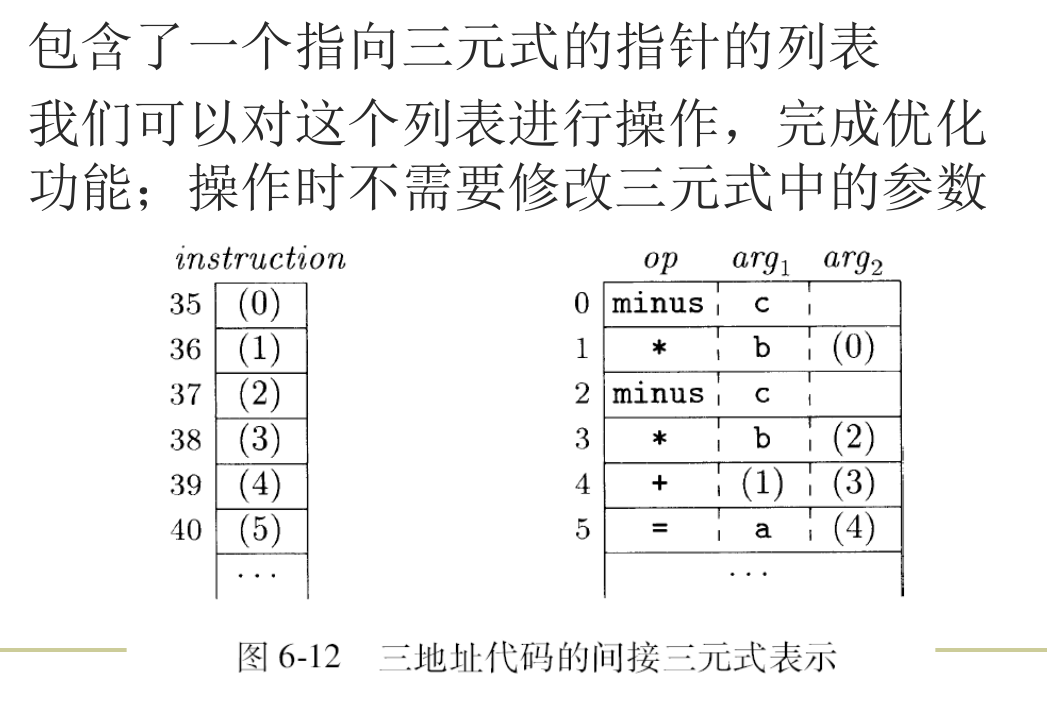 包含了一个指向三元式的指针的列表
我们可以对这个列表进行操作，完成优化
功能；操作时不需要修改三元式中的参数
instruction
35 (0)
36 (1)
37 (2)
38 (3)
39 (4)
40 (5)
...
op arg1 arg2
0 minus c
1 * b (0)
2 minus c
3 * b (2)
4 + (1) (3)
5 = a (4)
...
图 6-12 三地址代码的间接三元式表示